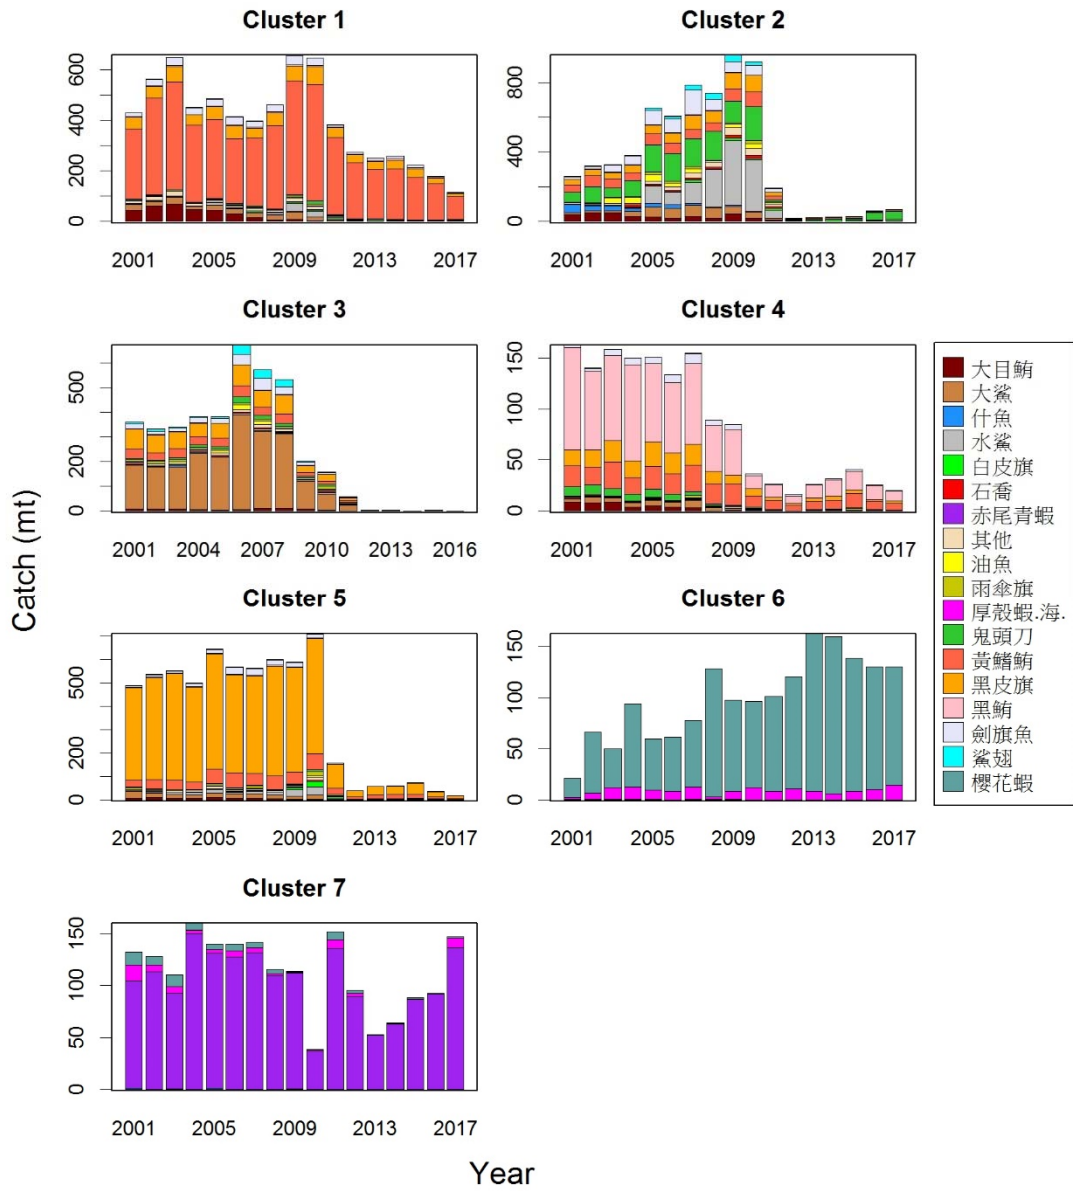 Cluster 1
0 200 400 600
2001 2005 2009 2013 2017
Cluster 2
0 400 800
2001 2005 2009 2013 2017
Cluster 3
0 200 500
2001 2004 2007 2010 2013 2016
Cluster 4
0 50 100 150
2001 2005 2009 2013 2017
Cluster 5
0 200 500
2001 2005 2009 2013 2017
Cluster 6
0 50 100 150
2001 2005 2009 2013 2017
Cluster 7
0 50 100 150
2001 2005 2009 2013 2017
Catch (mt)
Year
大目鮪
大鯊
什魚
水鯊
白皮旗
石喬
赤尾青蝦
其他
油魚
雨傘旗
厚殼蝦.海.
鬼頭刀
黃鰭鮪
黑皮旗
黑鮪
劍旗魚
鯊翅
櫻花蝦